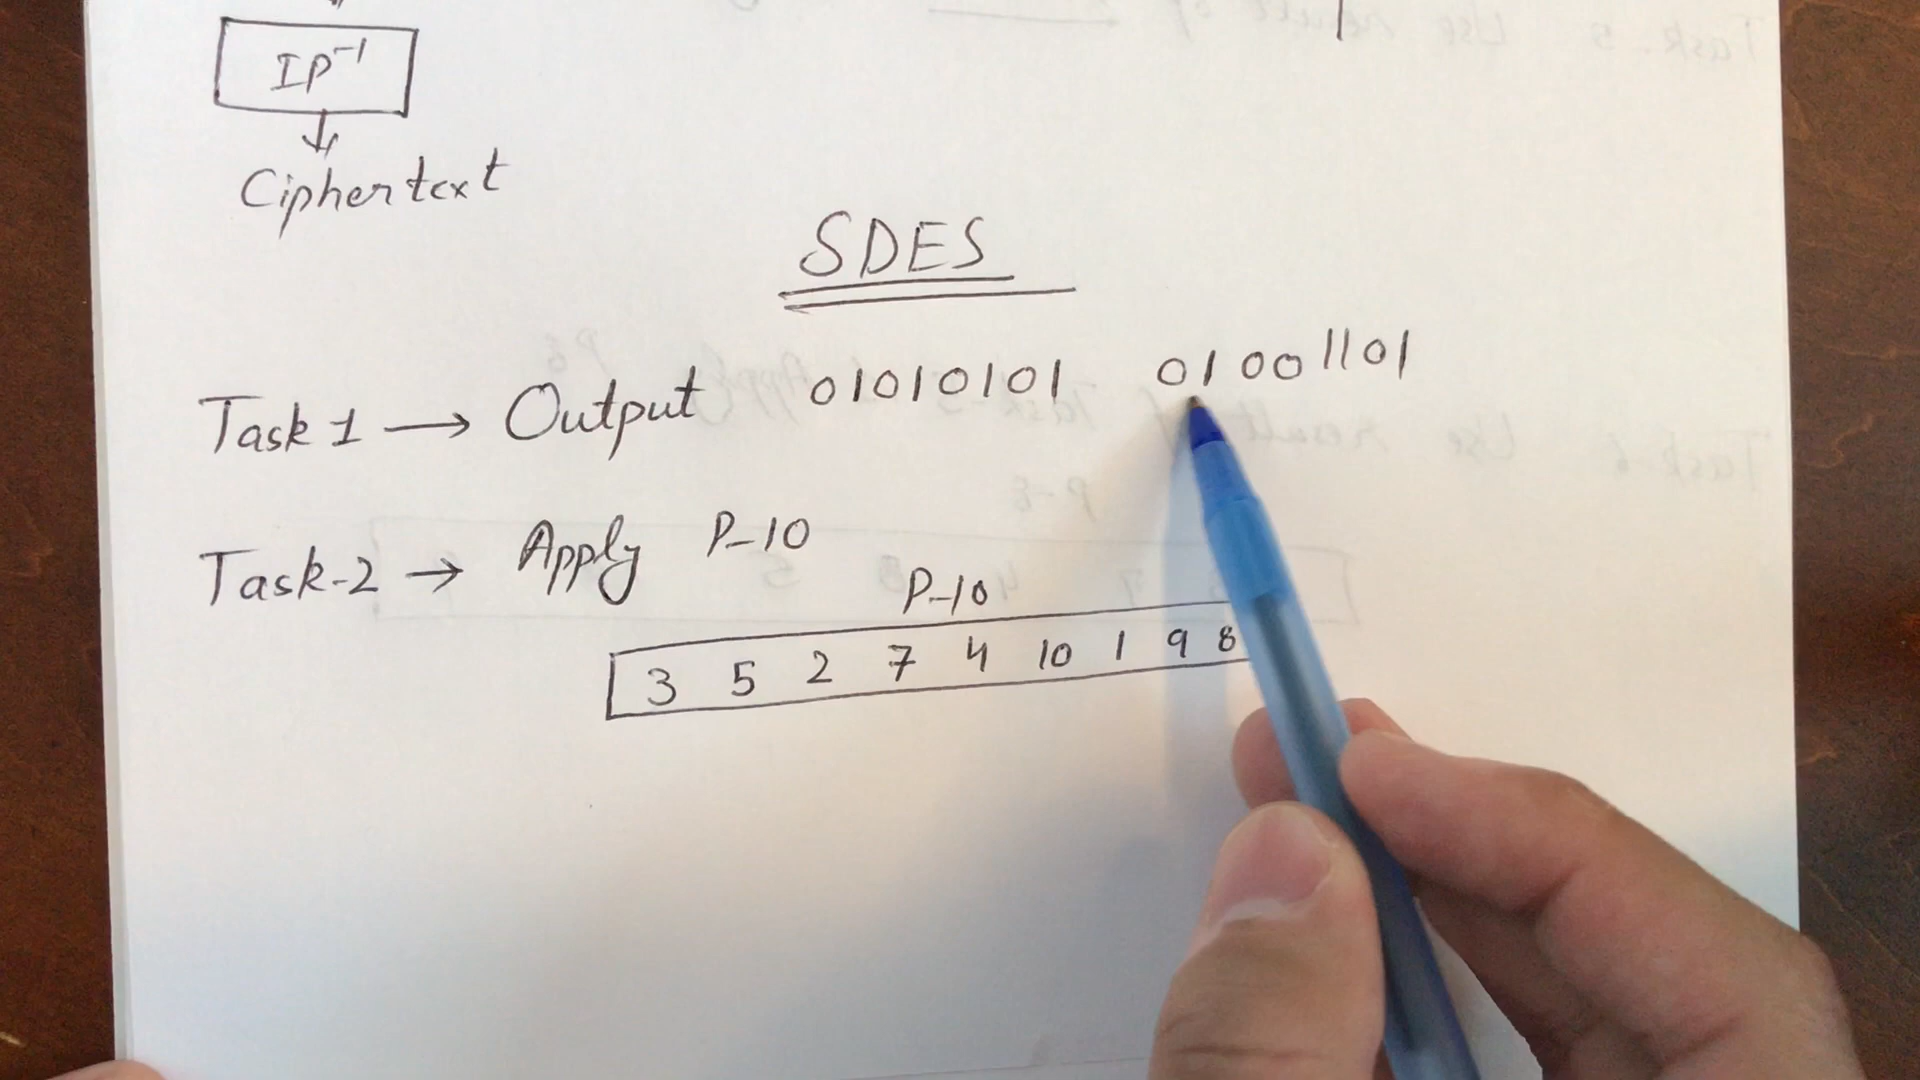 IP⁻¹
Ciphertext
SDES
Task 1 → Output 01010101 01001101
Task-2 → Apply P-10
P-10
3 5 2 7 4 10 1 9 8